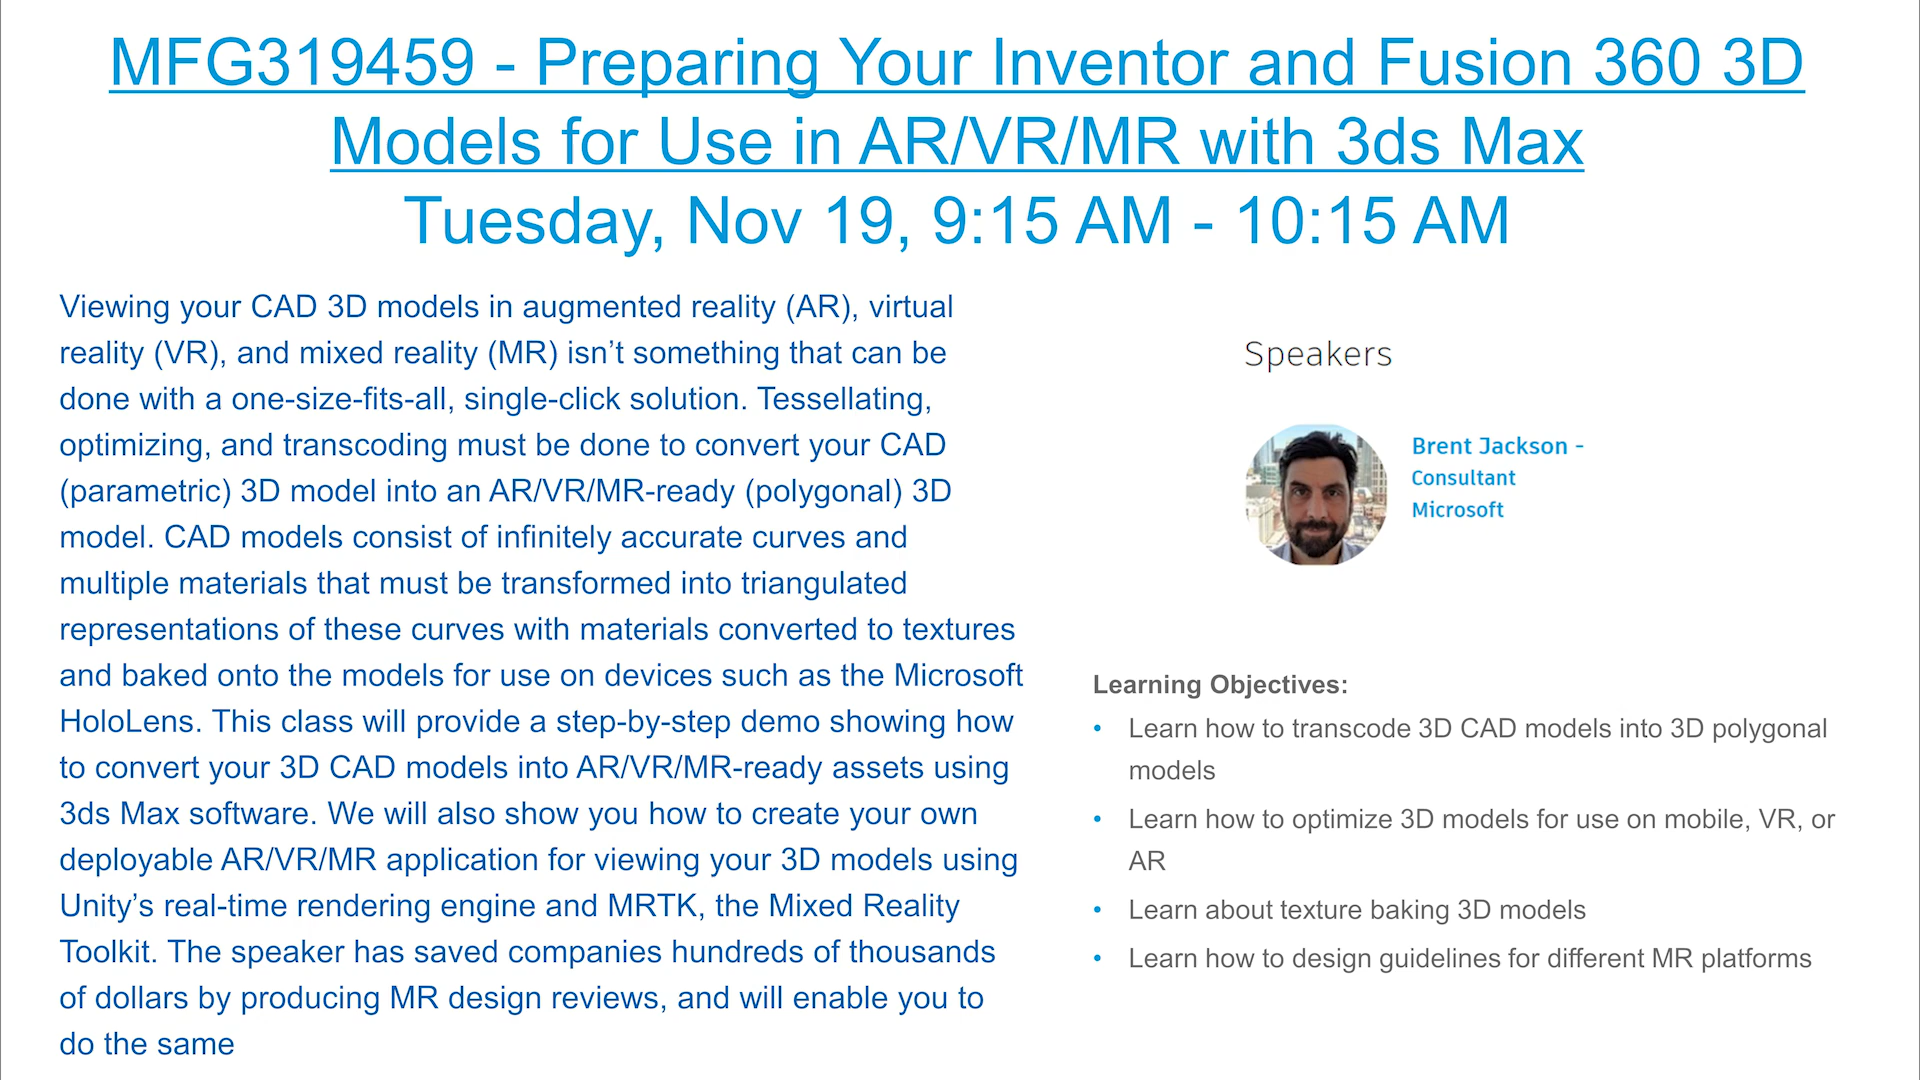 MFG319459 - Preparing Your Inventor and Fusion 360 3D
Models for Use in AR/VR/MR with 3ds Max
Tuesday, Nov 19, 9:15 AM - 10:15 AM
Viewing your CAD 3D models in augmented reality (AR), virtual
reality (VR), and mixed reality (MR) isn’t something that can be
done with a one-size-fits-all, single-click solution. Tessellating,
optimizing, and transcoding must be done to convert your CAD
(parametric) 3D model into an AR/VR/MR-ready (polygonal) 3D
model. CAD models consist of infinitely accurate curves and
multiple materials that must be transformed into triangulated
representations of these curves with materials converted to textures
and baked onto the models for use on devices such as the Microsoft
HoloLens. This class will provide a step-by-step demo showing how
to convert your 3D CAD models into AR/VR/MR-ready assets using
3ds Max software. We will also show you how to create your own
deployable AR/VR/MR application for viewing your 3D models using
Unity’s real-time rendering engine and MRTK, the Mixed Reality
Toolkit. The speaker has saved companies hundreds of thousands
of dollars by producing MR design reviews, and will enable you to
do the same
Speakers
Brent Jackson -
Consultant
Microsoft
Learning Objectives:
• Learn how to transcode 3D CAD models into 3D polygonal
models
• Learn how to optimize 3D models for use on mobile, VR, or
AR
• Learn about texture baking 3D models
• Learn how to design guidelines for different MR platforms